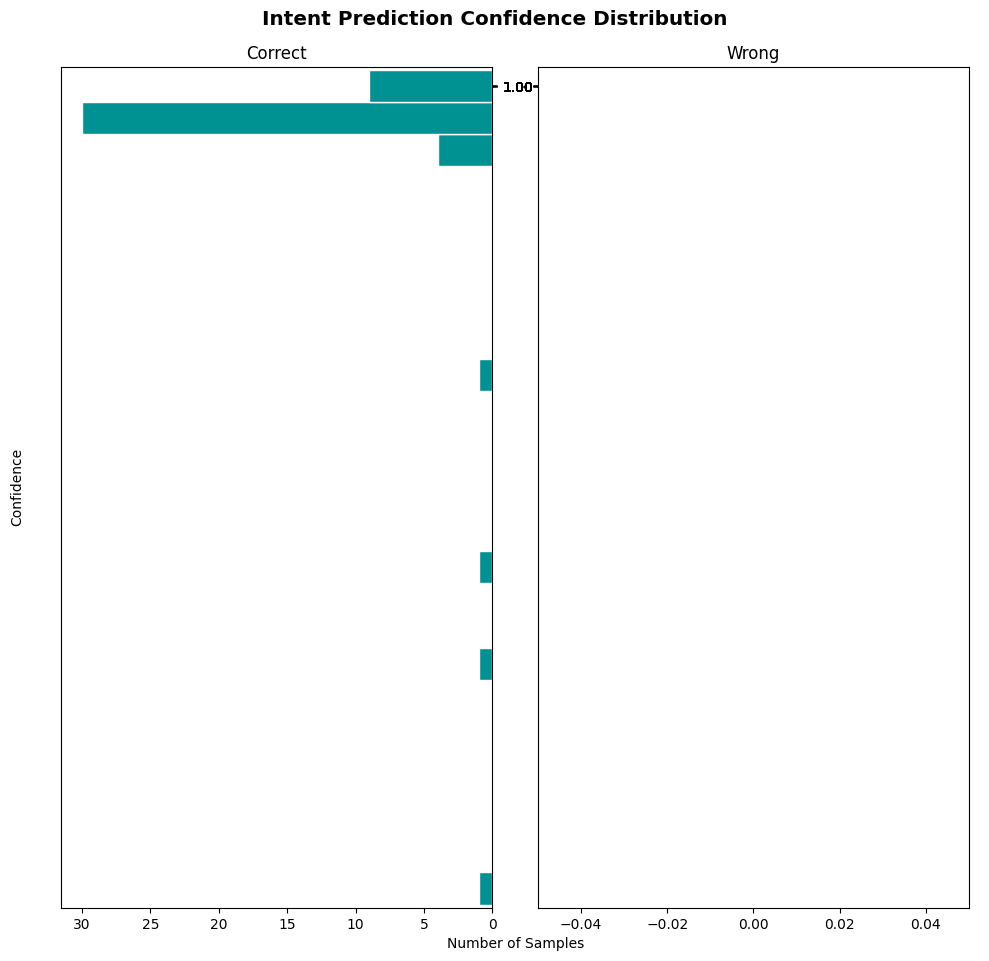 Intent Prediction Confidence Distribution
Correct
Wrong
1.00
Confidence
30 25 20 15 10 5 0
−0.04 −0.02 0.00 0.02 0.04
Number of Samples